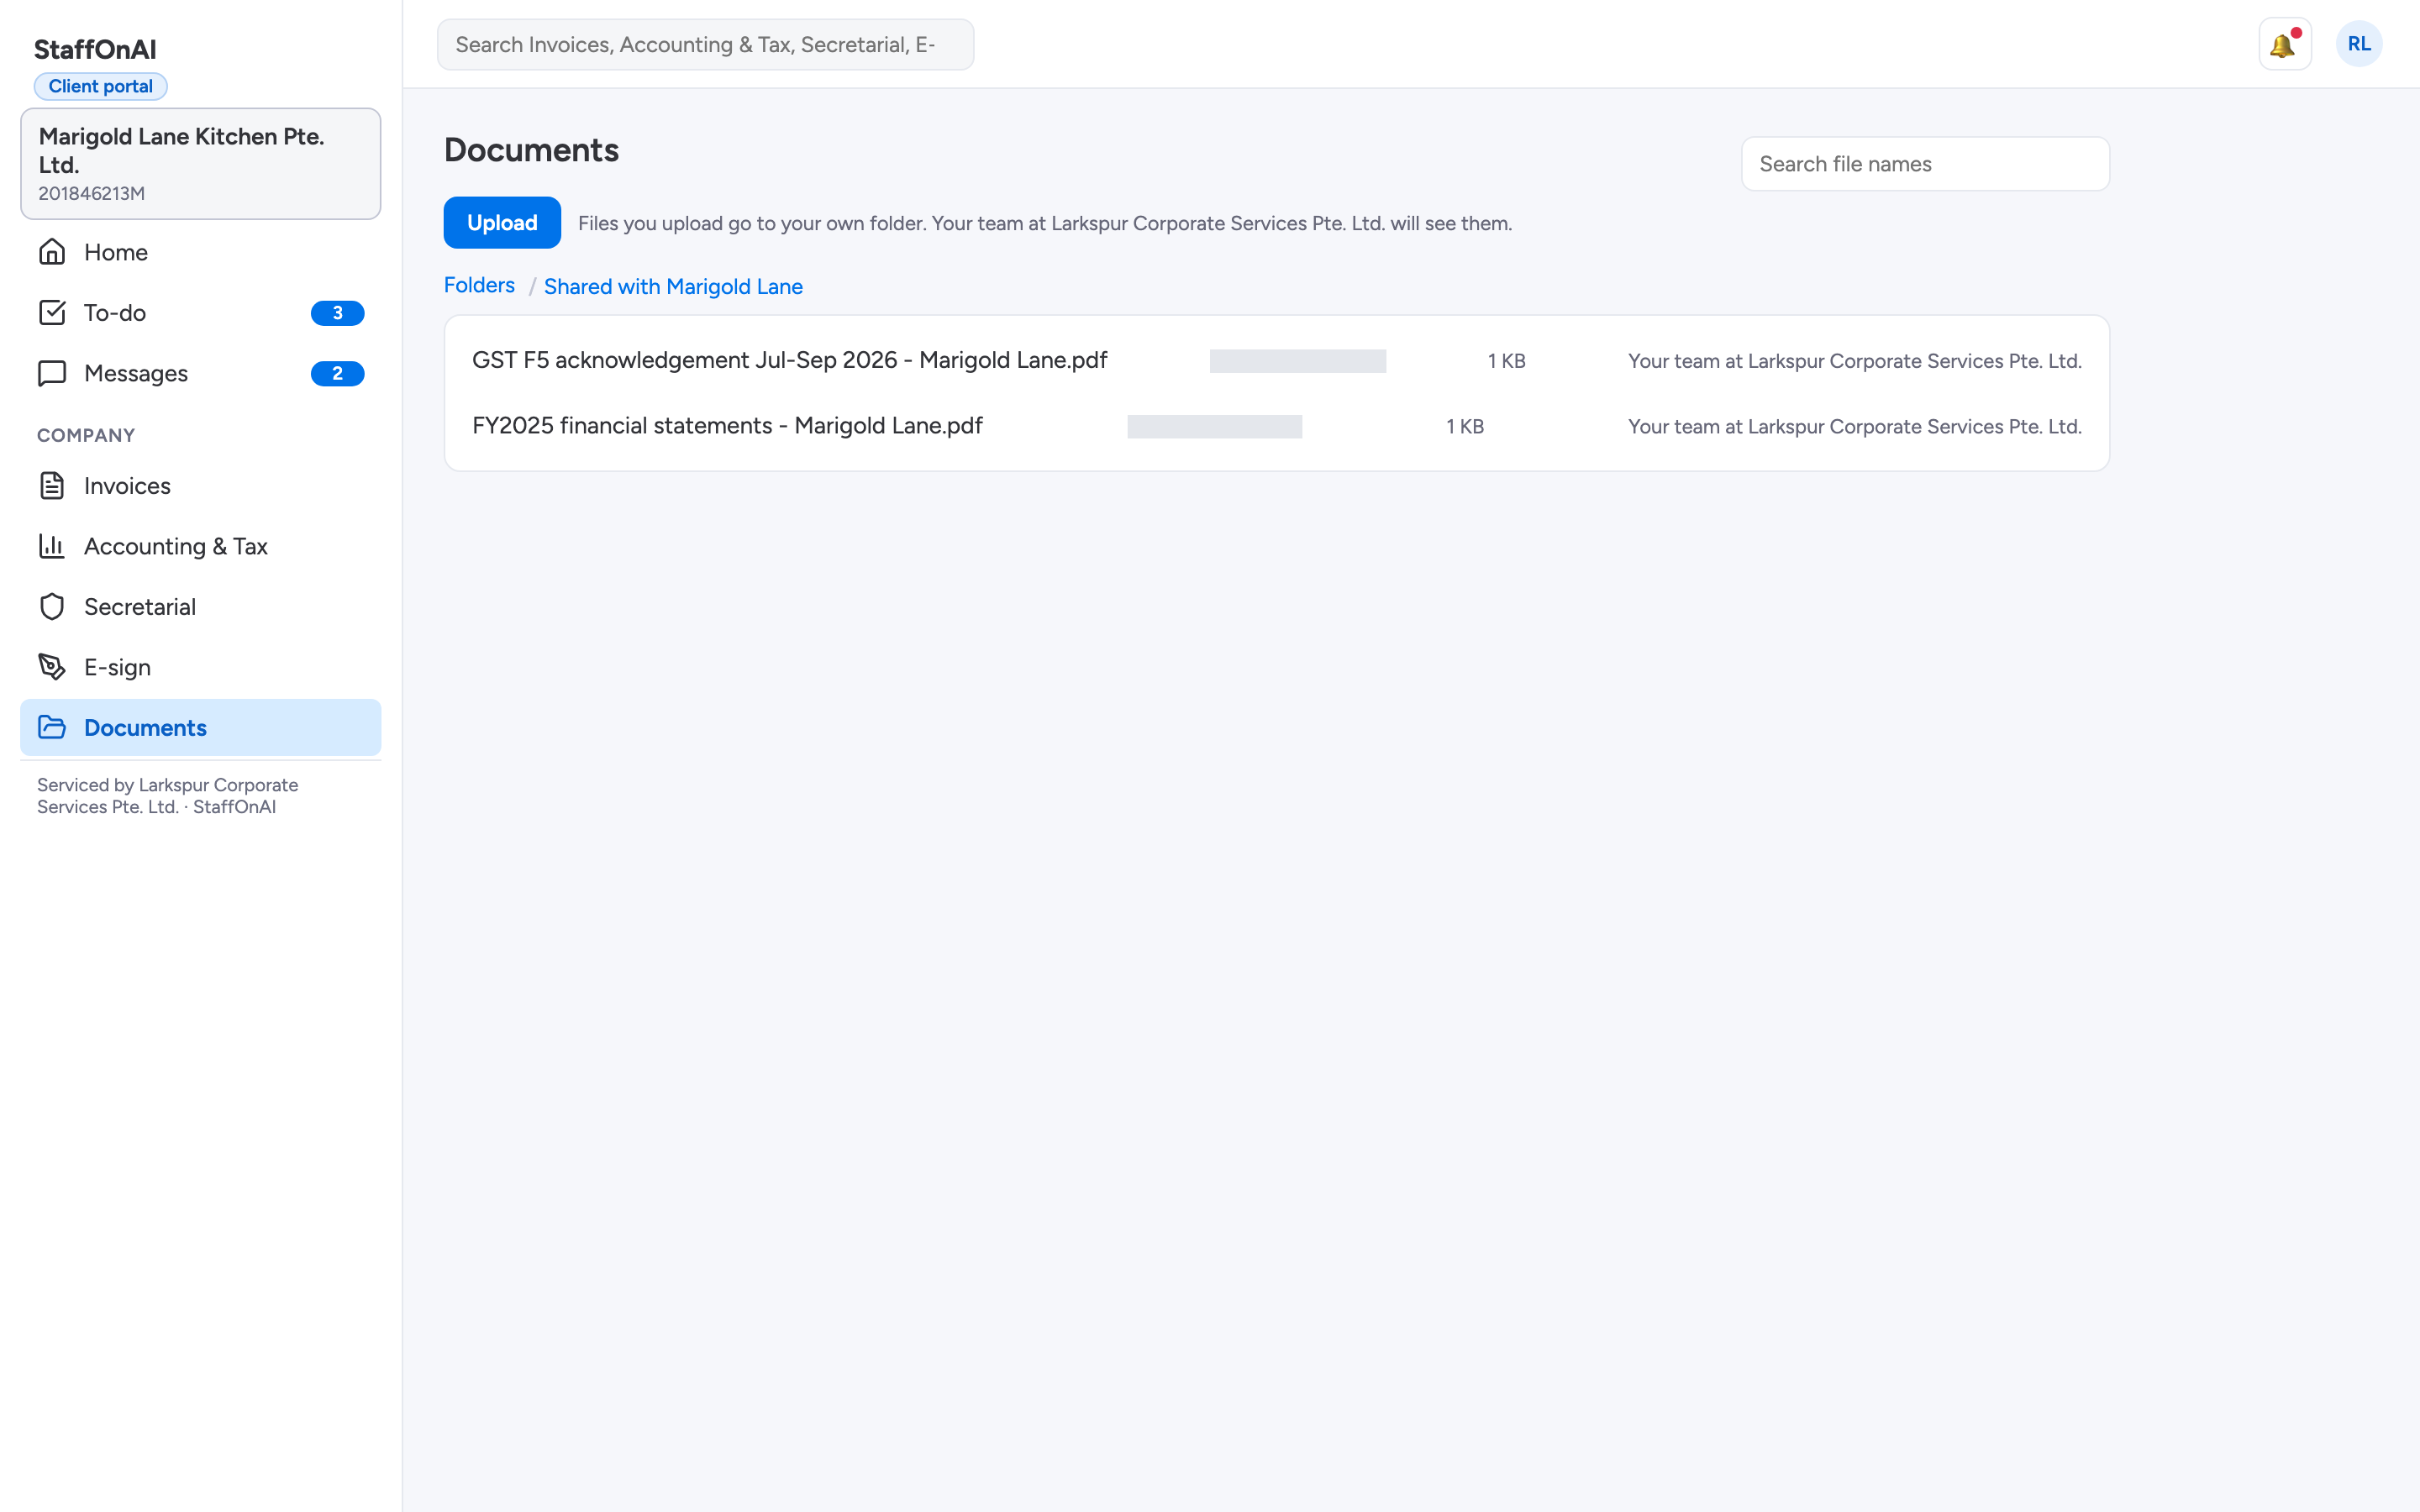 StaffOnAI
Client portal
Marigold Lane Kitchen Pte.
Ltd.
201846213M
Home
To-do 3
Messages 2
COMPANY
Invoices
Accounting & Tax
Secretarial
E-sign
Documents
Serviced by Larkspur Corporate
Services Pte. Ltd. · StaffOnAI
Search Invoices, Accounting & Tax, Secretarial, E-
RL
Documents
Search file names
Upload Files you upload go to your own folder. Your team at Larkspur Corporate Services Pte. Ltd. will see them.
Folders / Shared with Marigold Lane
GST F5 acknowledgement Jul-Sep 2026 - Marigold Lane.pdf 1 KB Your team at Larkspur Corporate Services Pte. Ltd.
FY2025 financial statements - Marigold Lane.pdf 1 KB Your team at Larkspur Corporate Services Pte. Ltd.